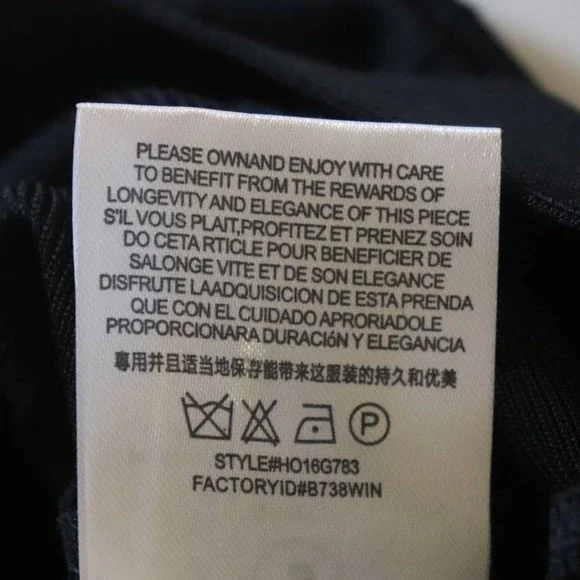 PLEASE OWNAND ENJOY WITH CARE
TO BENEFIT FROM THE REWARDS OF
LONGEVITY AND ELEGANCE OF THIS PIECE
S'IL VOUS PLAIT,PROFITEZ ET PRENEZ SOIN
DO CETA RTICLE POUR BENEFICIER DE
SALONGE VITE ET DE SON ELEGANCE
DISFRUTE LAADQUISICION DE ESTA PRENDA
QUE CON EL CUIDADO APRORIADOLE
PROPORCIONARA DURACIóN Y ELEGANCIA
專用并且适当地保存能带来这服装的持久和优美
P
STYLE#HO16G783
FACTORYID#B738WIN